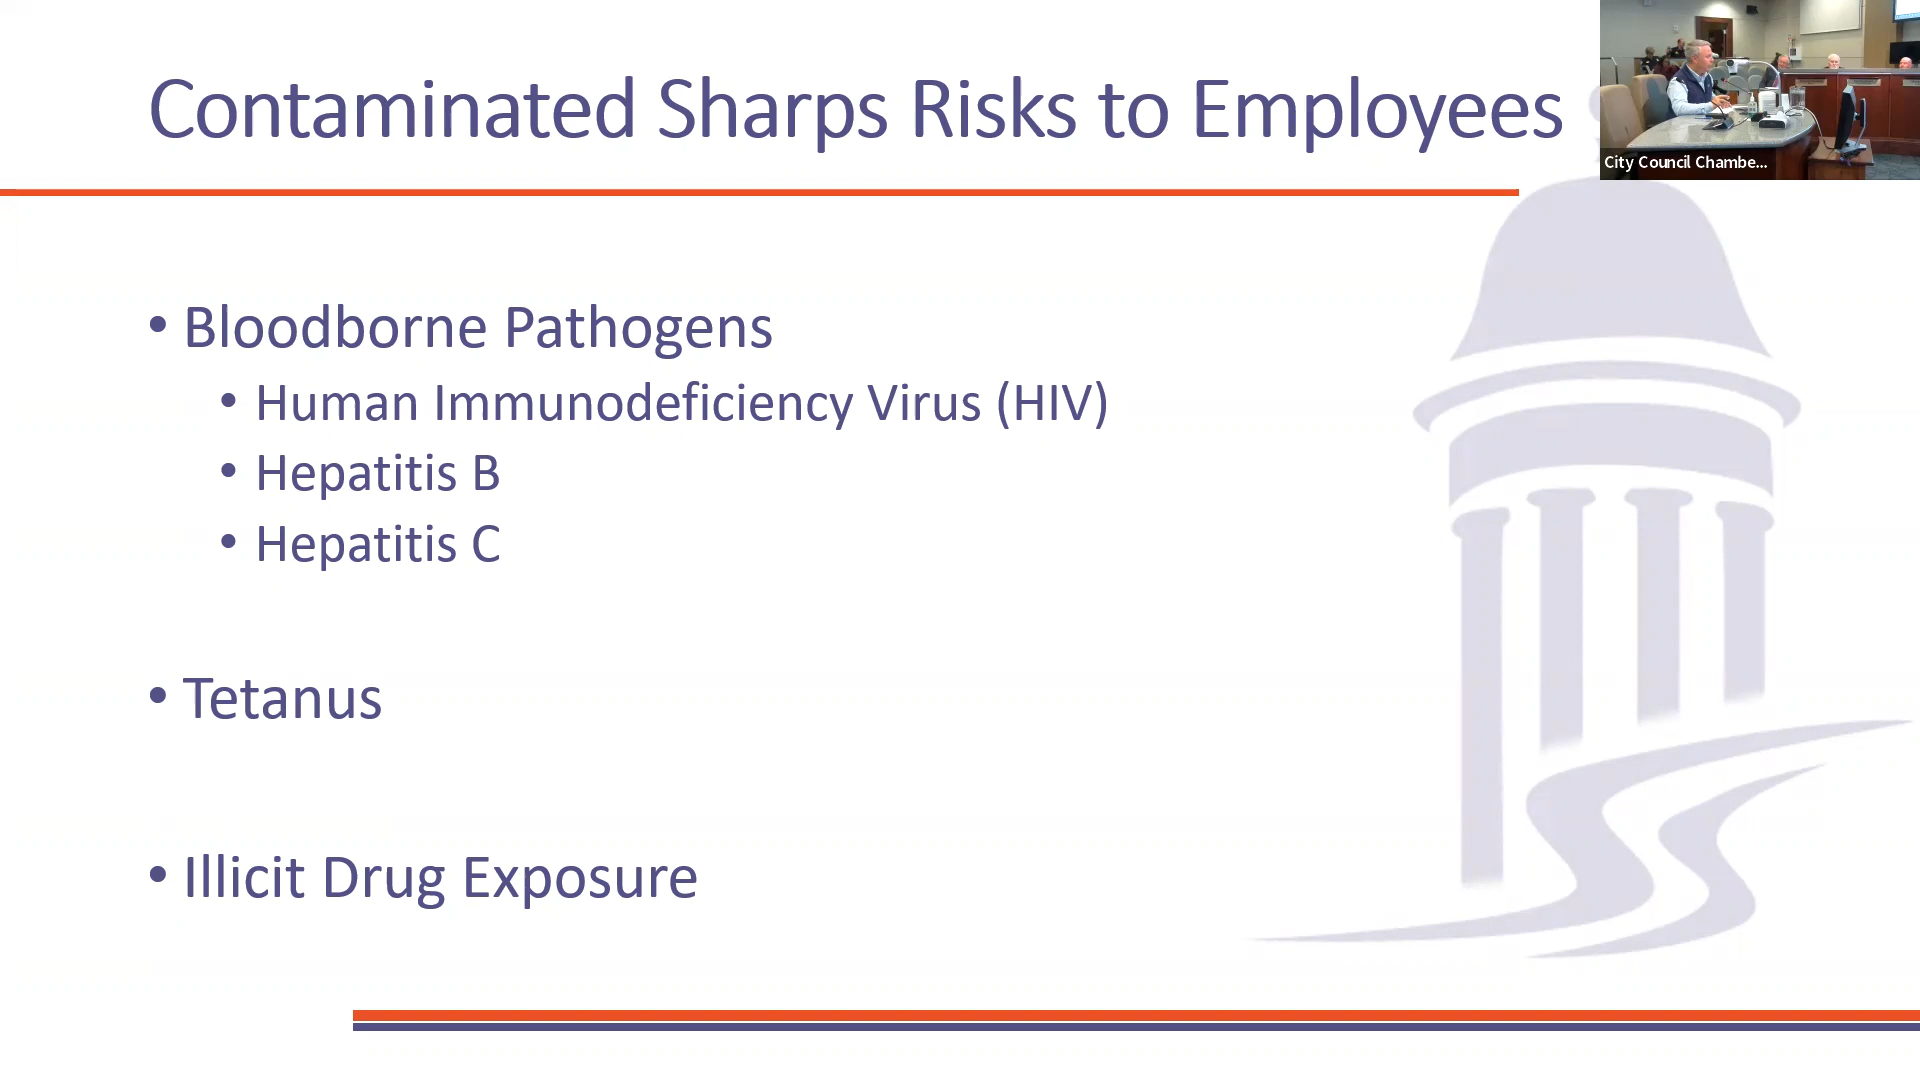 Contaminated Sharps Risks to Employees
City Council Chambe...
• Bloodborne Pathogens
• Human Immunodeficiency Virus (HIV)
• Hepatitis B
• Hepatitis C
• Tetanus
• Illicit Drug Exposure